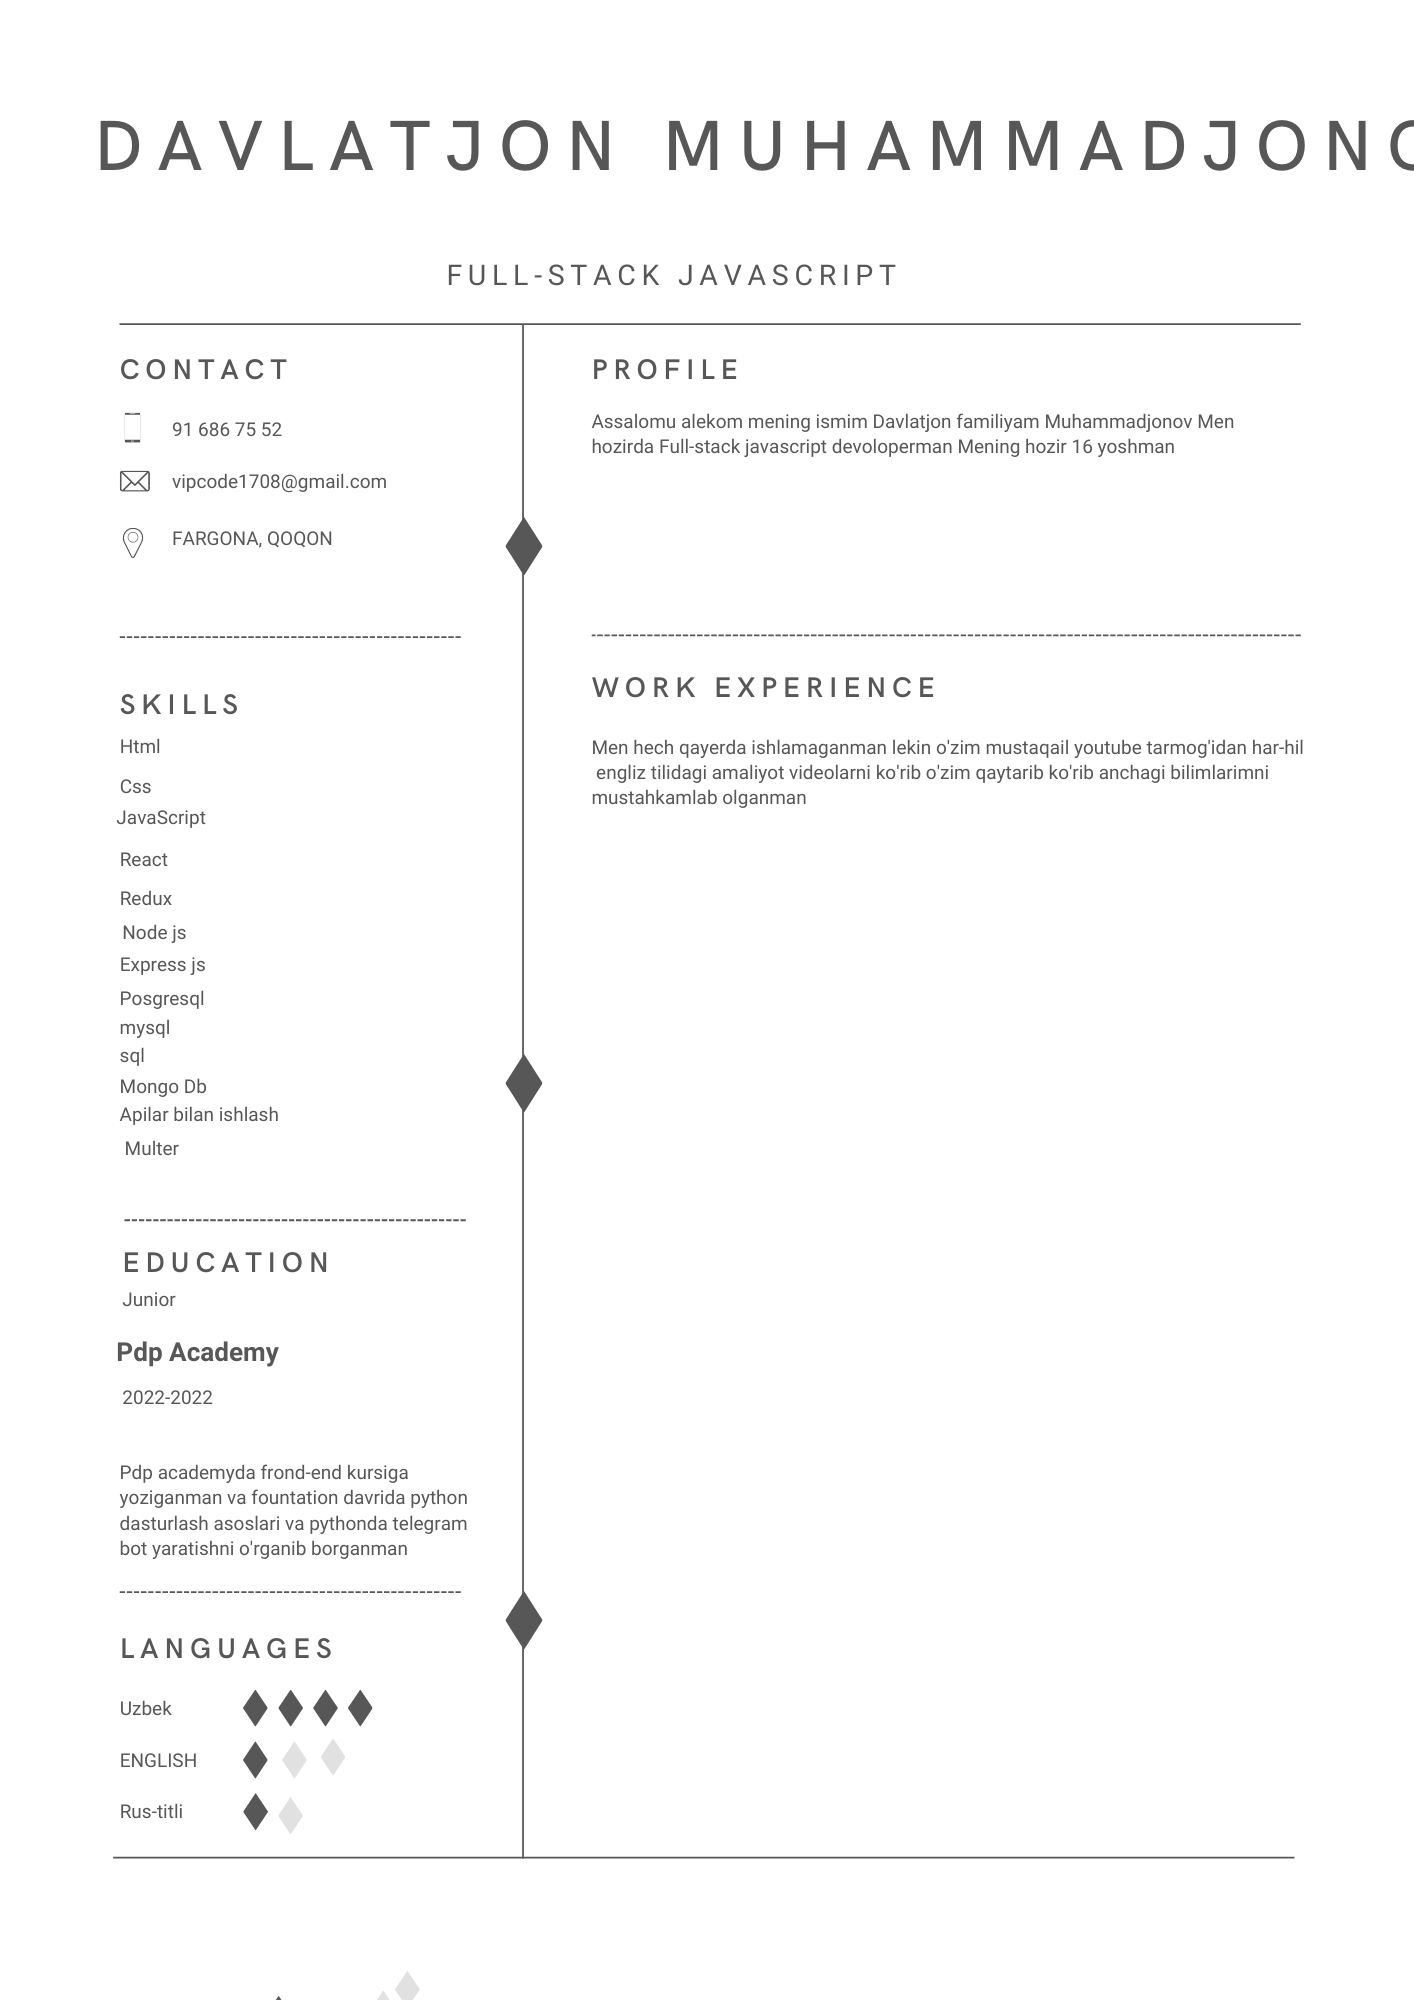 DAVLATJON MUHAMMADJONO
FULL-STACK JAVASCRIPT
CONTACT
91 686 75 52
vipcode1708@gmail.com
FARGONA, QOQON
SKILLS
Html
Css
JavaScript
React
Redux
Node js
Express js
Posgresql
mysql
sql
Mongo Db
Apilar bilan ishlash
Multer
EDUCATION
Junior
Pdp Academy
2022-2022
Pdp academyda frond-end kursiga
yoziganman va fountation davrida python
dasturlash asoslari va pythonda telegram
bot yaratishni o'rganib borganman
LANGUAGES
Uzbek
ENGLISH
Rus-titli
PROFILE
Assalomu alekom mening ismim Davlatjon familiyam Muhammadjonov Men
hozirda Full-stack javascript devoloperman Mening hozir 16 yoshman
WORK EXPERIENCE
Men hech qayerda ishlamaganman lekin o'zim mustaqail youtube tarmog'idan har-hil
engliz tilidagi amaliyot videolarni ko'rib o'zim qaytarib ko'rib anchagi bilimlarimni
mustahkamlab olganman